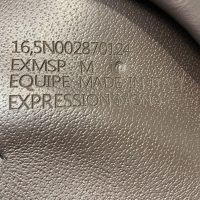 16,5N002870124
EXMSP M
EQUIPE MADE IN
EXPRESSION